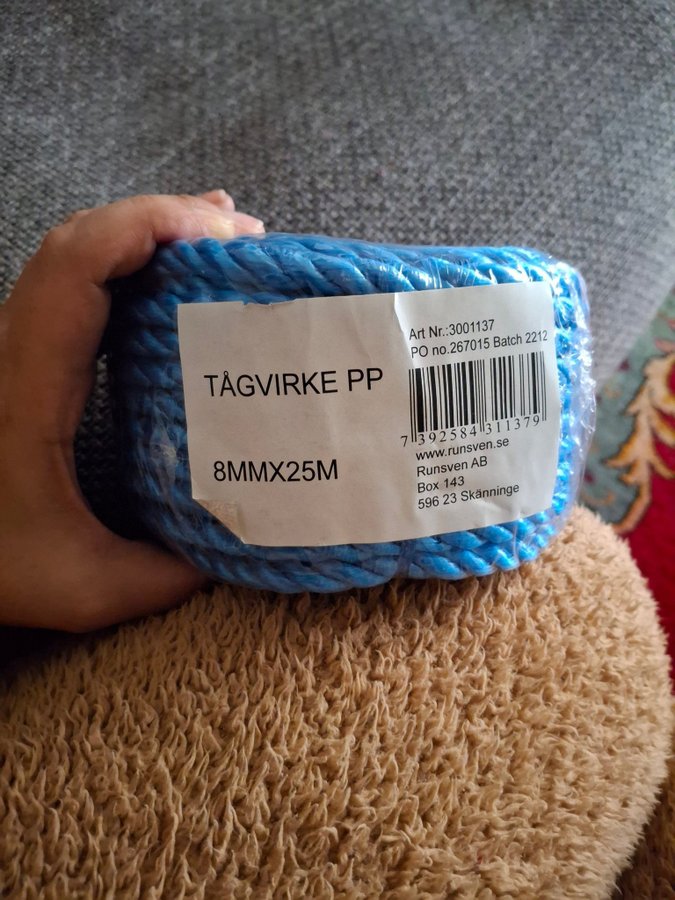 TÅGVIRKE PP
8MMX25M
Art Nr.:3001137
PO no.267015 Batch 2212
7 392584 311379
www.runsven.se
Runsven AB
Box 143
596 23 Skänninge